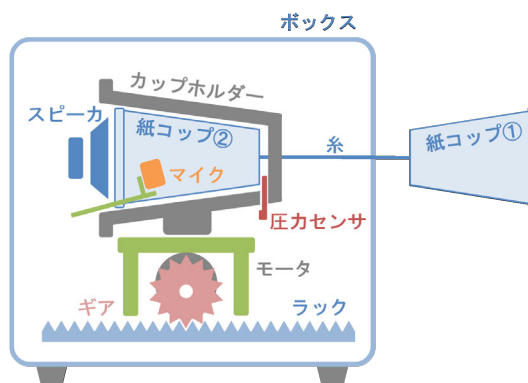 ボックス
カップホルダー
スピーカ
紙コップ②
糸
紙コップ①
マイク
圧力センサ
モータ
ギア
ラック